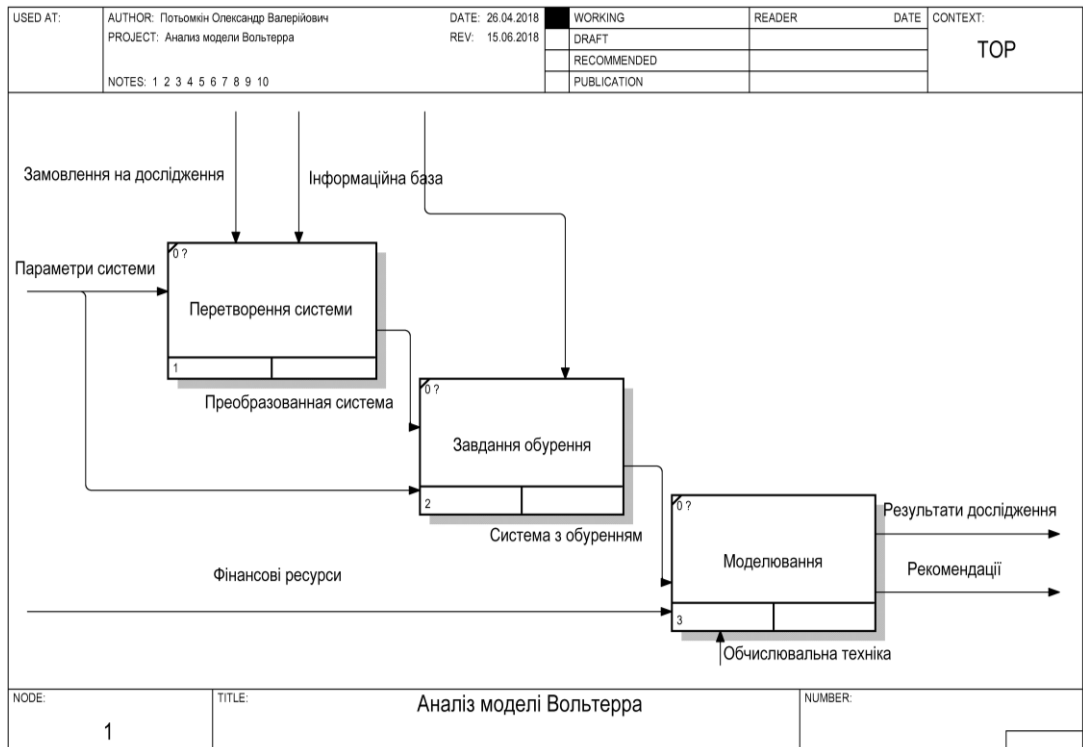 USED AT:
AUTHOR: Потьомкін Олександр Валерійович
DATE: 26.04.2018
WORKING
READER
DATE
CONTEXT:
PROJECT: Анализ модели Вольтерра
REV: 15.06.2018
DRAFT
TOP
RECOMMENDED
NOTES: 1 2 3 4 5 6 7 8 9 10
PUBLICATION
Замовлення на дослідження
Інформаційна база
0 ?
Параметри системи
Перетворення системи
1
0 ?
Преобразованная система
Завдання обурення
2
0 ?
Результати дослідження
Система з обуренням
Моделювання
Рекомендації
Фінансові ресурси
3
Обчислювальна техніка
NODE:
TITLE:
Аналіз моделі Вольтерра
NUMBER:
1